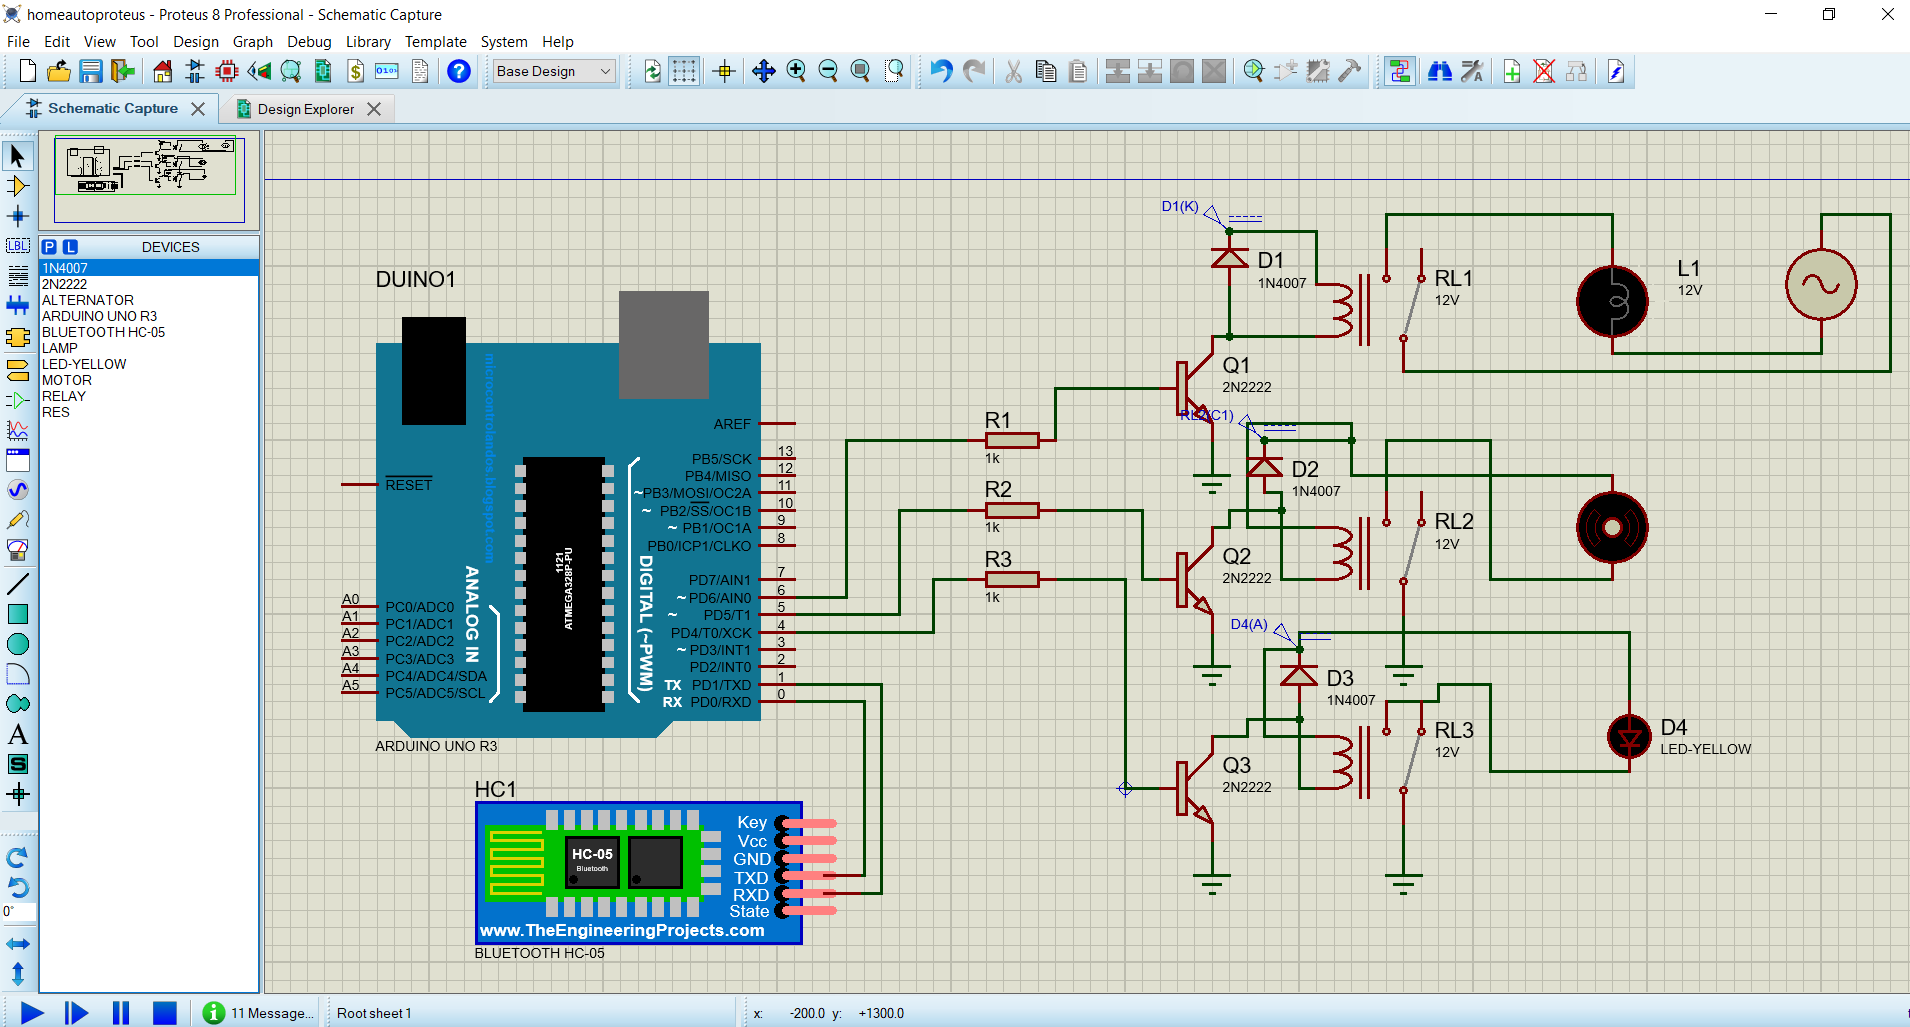 homeautoproteus - Proteus 8 Professional - Schematic Capture
File Edit View Tool Design Graph Debug Library Template System Help
$ 0101 ? Base Design
Schematic Capture Design Explorer
LBL
P L DEVICES
1N4007
2N2222
ALTERNATOR
ARDUINO UNO R3
BLUETOOTH HC-05
LAMP
LED-YELLOW
MOTOR
RELAY
RES
A
S
0°
DUINO1
microcontrolandos.blogspot.com
RESET
AREF
PB5/SCK 13
PB4/MISO 12
~PB3/MOSI/OC2A 11
~ PB2/SS/OC1B 10
~ PB1/OC1A 9
PB0/ICP1/CLKO 8
PD7/AIN1 7
~ PD6/AIN0 6
~ PD5/T1 5
PD4/T0/XCK 4
~ PD3/INT1 3
PD2/INT0 2
TX PD1/TXD 1
RX PD0/RXD 0
A0 PC0/ADC0
A1 PC1/ADC1
A2 PC2/ADC2
A3 PC3/ADC3
A4 PC4/ADC4/SDA
A5 PC5/ADC5/SCL
ANALOG IN
1121
ATMEGA328P-PU
DIGITAL (~PWM)
ARDUINO UNO R3
HC1
HC-05
Bluetooth
Key
Vcc
GND
TXD
RXD
State
www.TheEngineeringProjects.com
BLUETOOTH HC-05
R1
1k
R2
1k
R3
1k
D1(K)
D1
1N4007
RL1
12V
L1
12V
Q1
2N2222
RL2(C1)
D2
1N4007
RL2
12V
Q2
2N2222
D4(A)
D3
1N4007
RL3
12V
D4
LED-YELLOW
Q3
2N2222
i 11 Message... Root sheet 1 x: -200.0 y: +1300.0